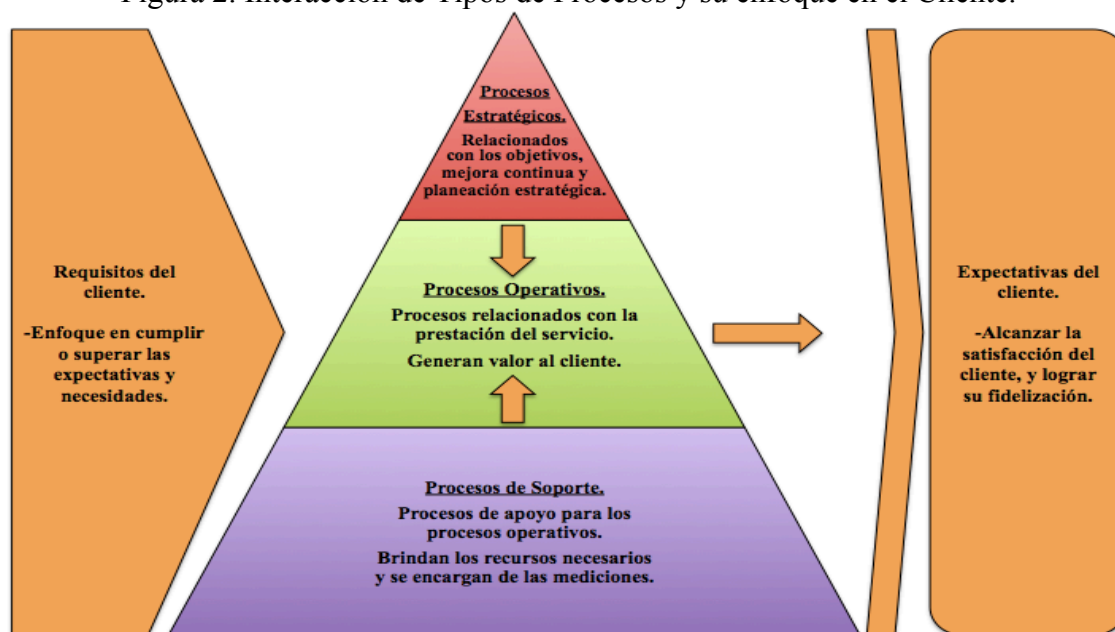 Figura 2. Interacción de Tipos de Procesos y su enfoque en el Cliente.
Requisitos del
cliente.
-Enfoque en cumplir
o superar las
expectativas y
necesidades.
Procesos
Estratégicos.
Relacionados
con los objetivos,
mejora continua y
planeación estratégica.
Procesos Operativos.
Procesos relacionados con la
prestación del servicio.
Generan valor al cliente.
Procesos de Soporte.
Procesos de apoyo para los
procesos operativos.
Brindan los recursos necesarios
y se encargan de las mediciones.
Expectativas del
cliente.
-Alcanzar la
satisfacción del
cliente, y lograr
su fidelización.